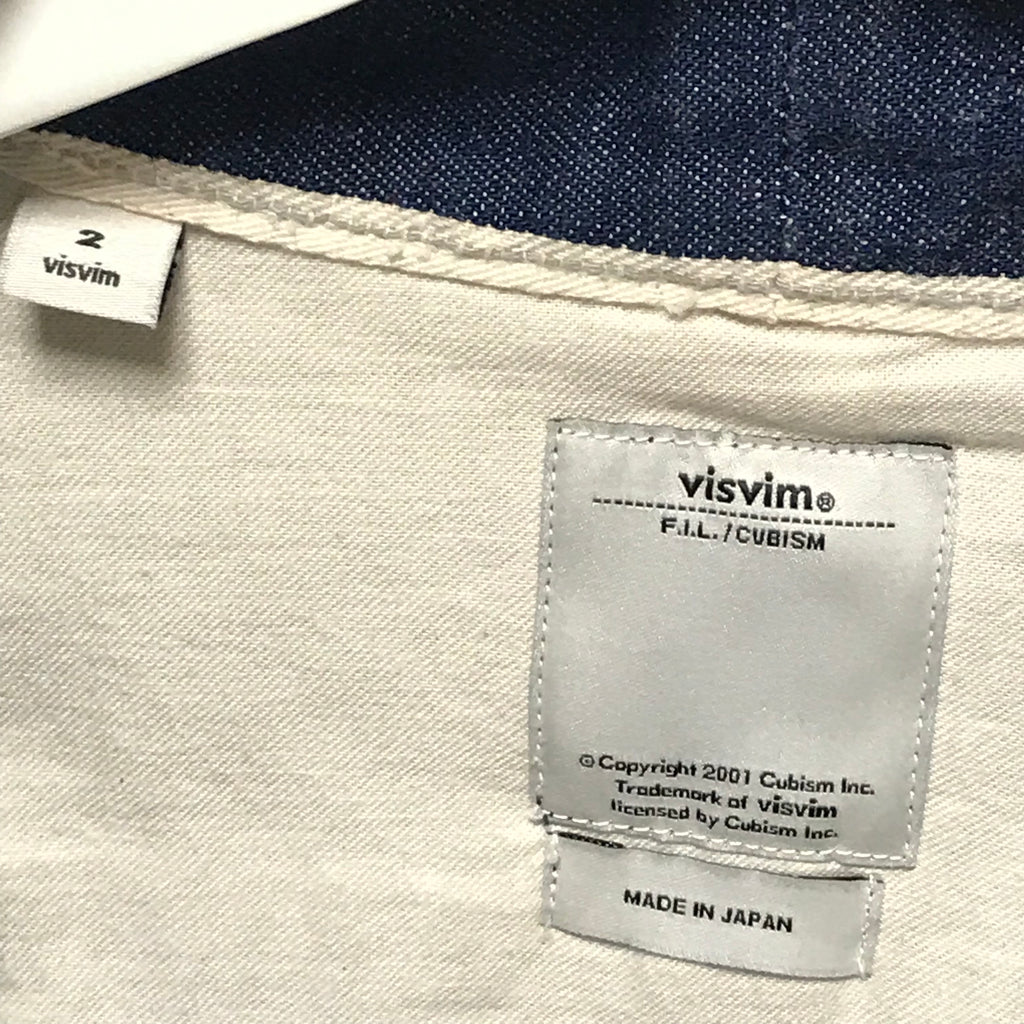 2
visvim
visvim®
F.I.L./CUBISM
© Copyright 2001 Cubism Inc.
Trademark of visvim
licensed by Cubism Inc.
MADE IN JAPAN